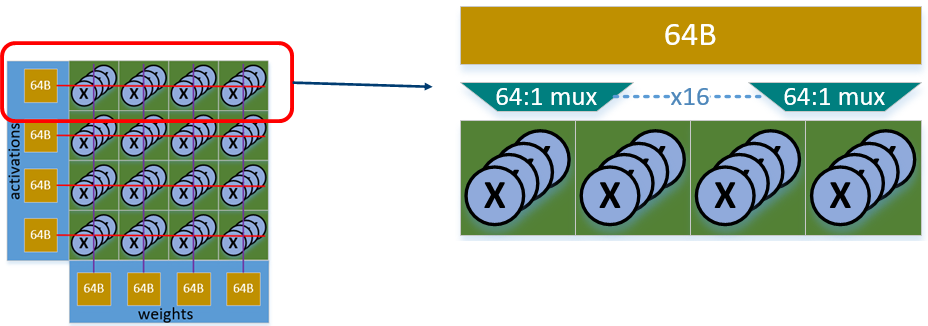 64B
64:1 mux x16 64:1 mux
X X X X
64B X X X X
64B X X X X
64B X X X X
64B X X X X
activations
64B 64B 64B 64B
weights